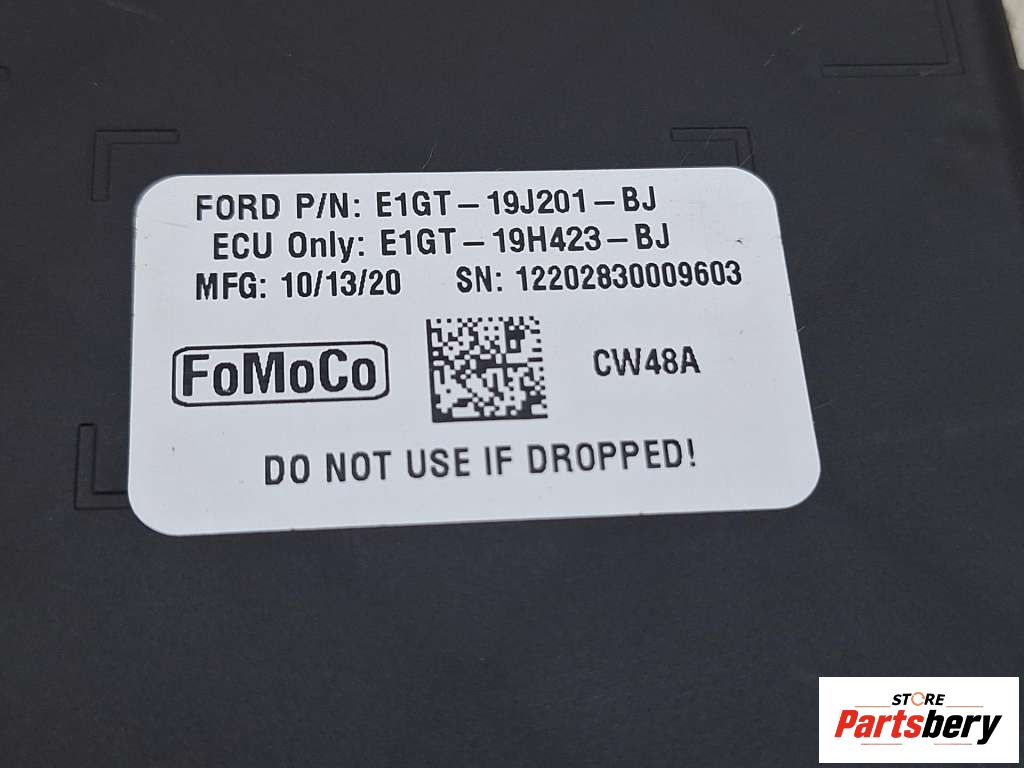 FORD P/N: E1GT-19J201-BJ
ECU Only: E1GT-19H423-BJ
MFG: 10/13/20 SN: 12202830009603
FoMoCo
CW48A
DO NOT USE IF DROPPED!
STORE
Partsbery